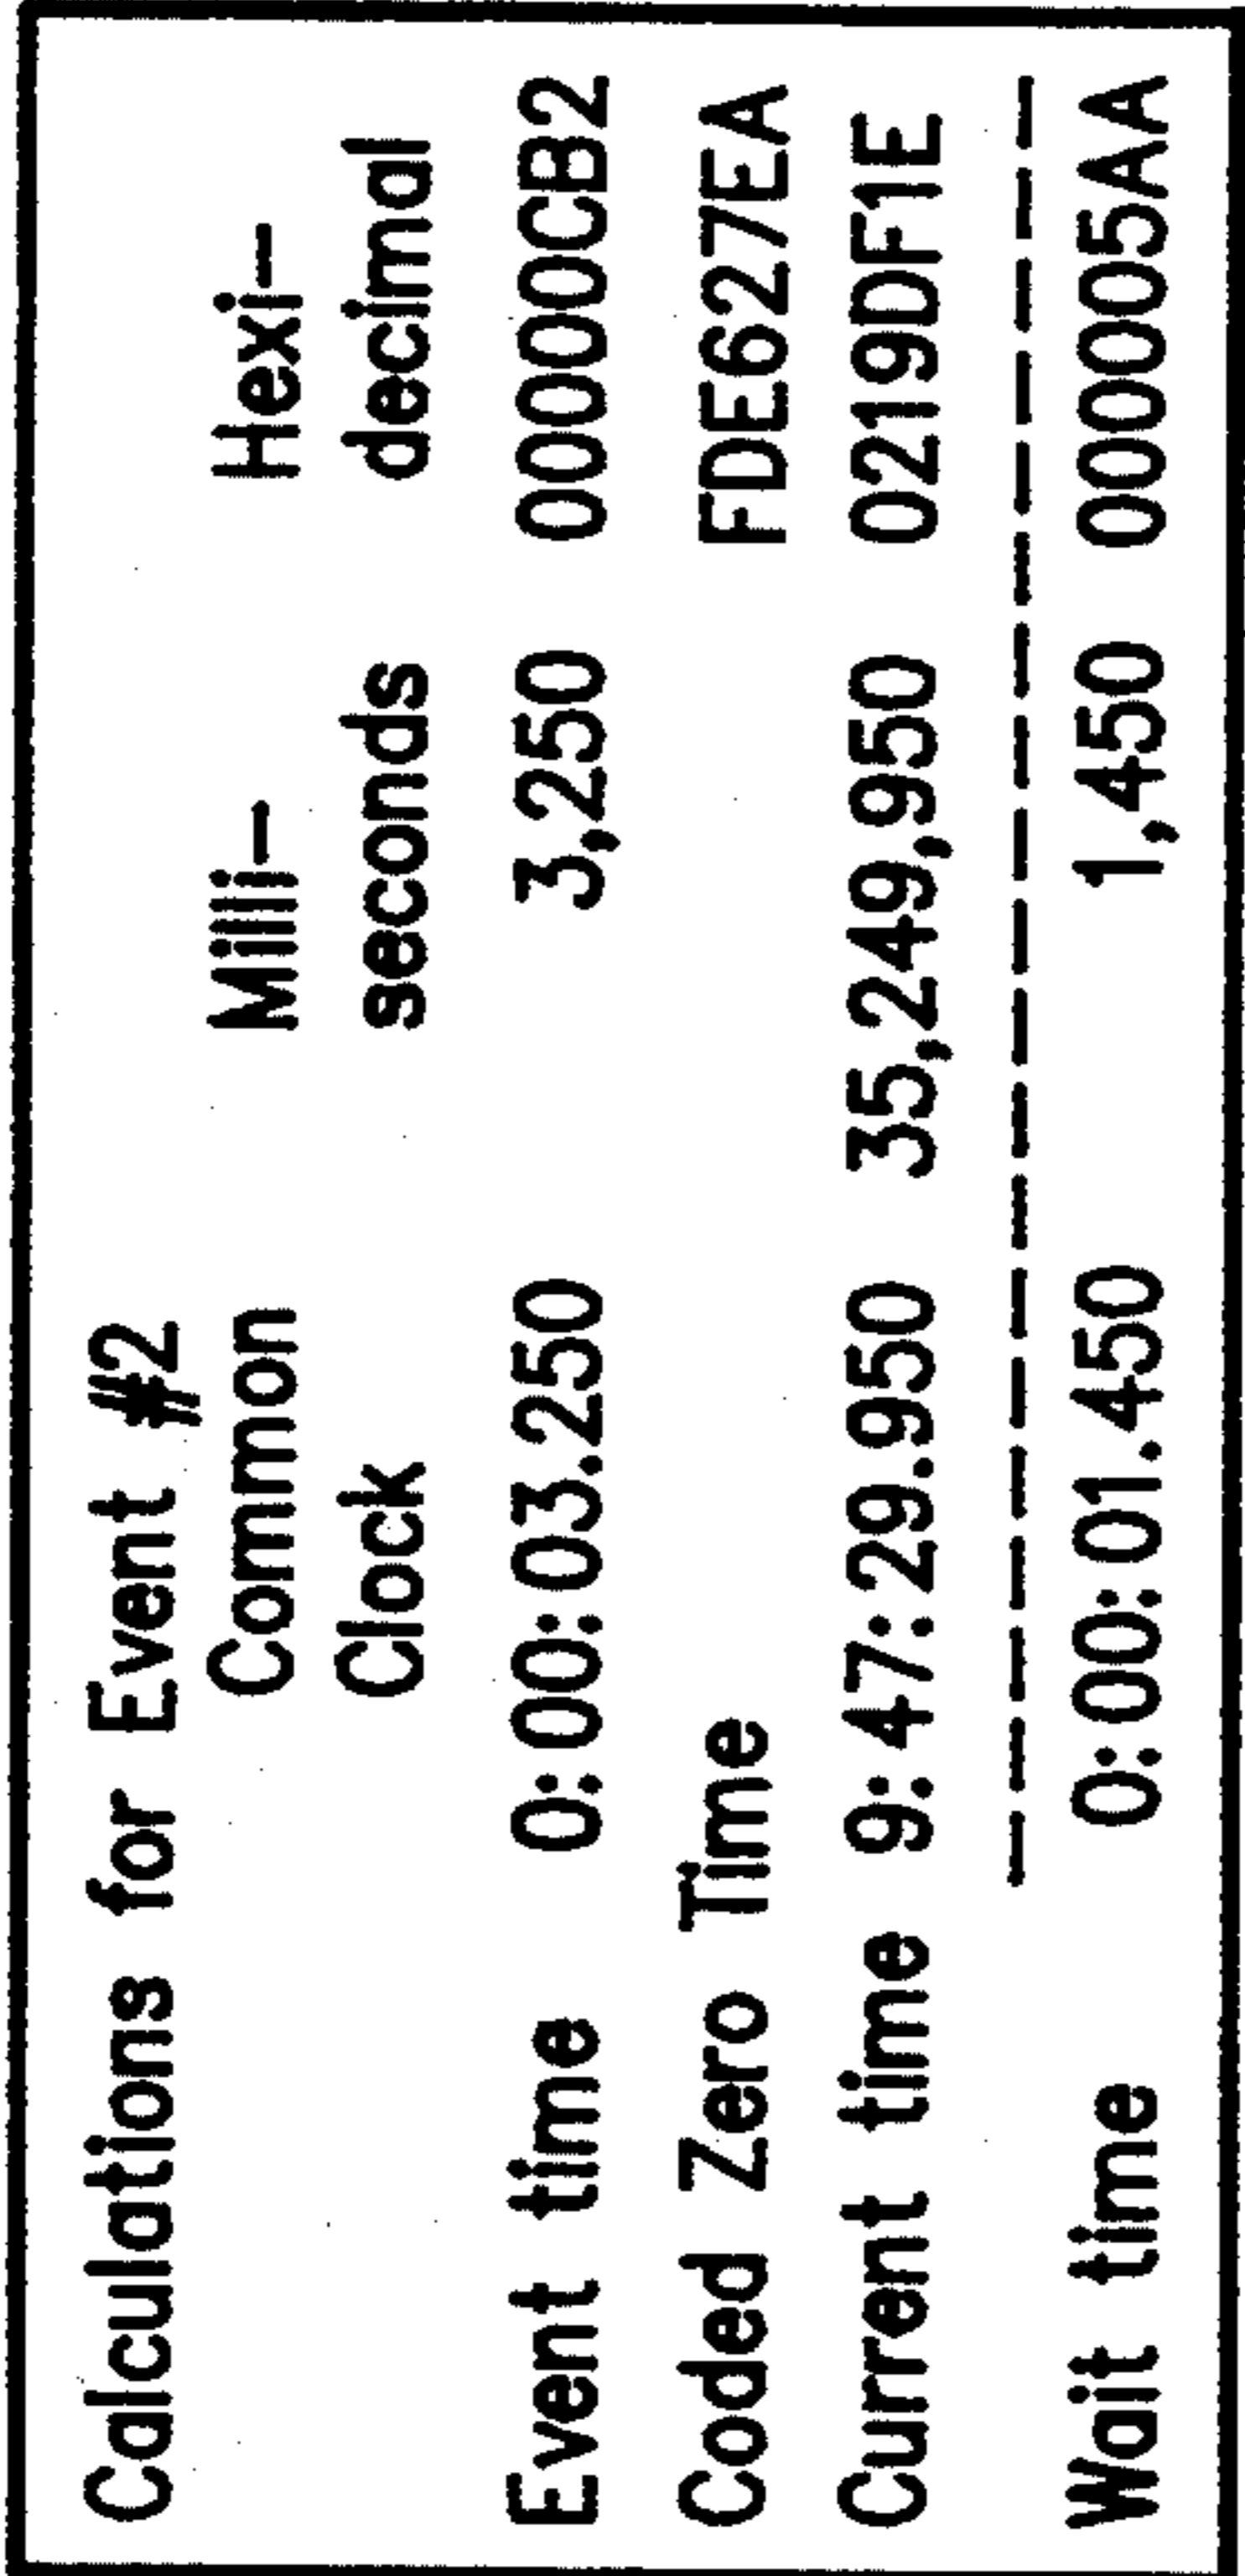 Calculations for Event #2
Common Milli– Hexi–
Clock seconds decimal
Event time 0:00:03.250 3,250 00000CB2
Coded Zero Time FDE627EA
Current time 9:47:29.950 35,249,950 0219DF1E
Wait time 0:00:01.450 1,450 000005AA